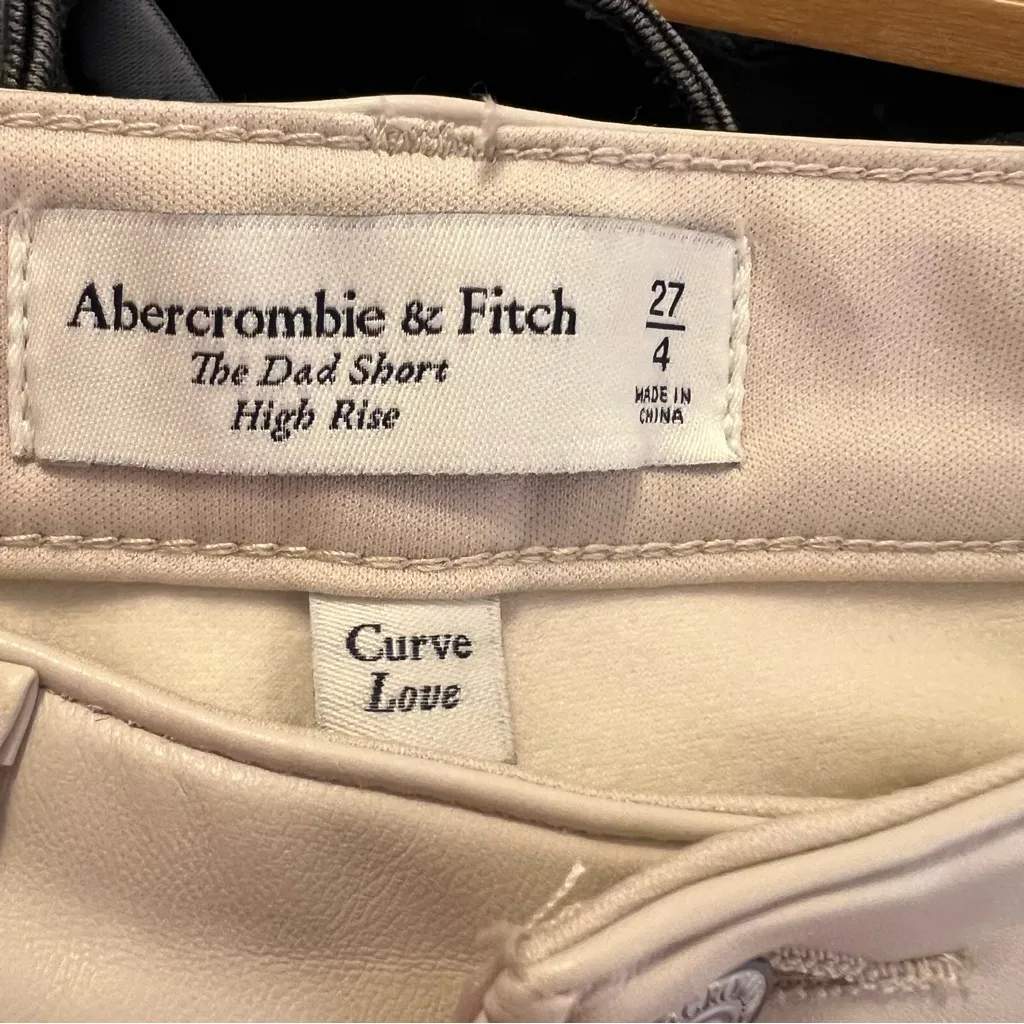 Abercrombie & Fitch
The Dad Short
High Rise
27
4
MADE IN
CHINA
Curve
Love